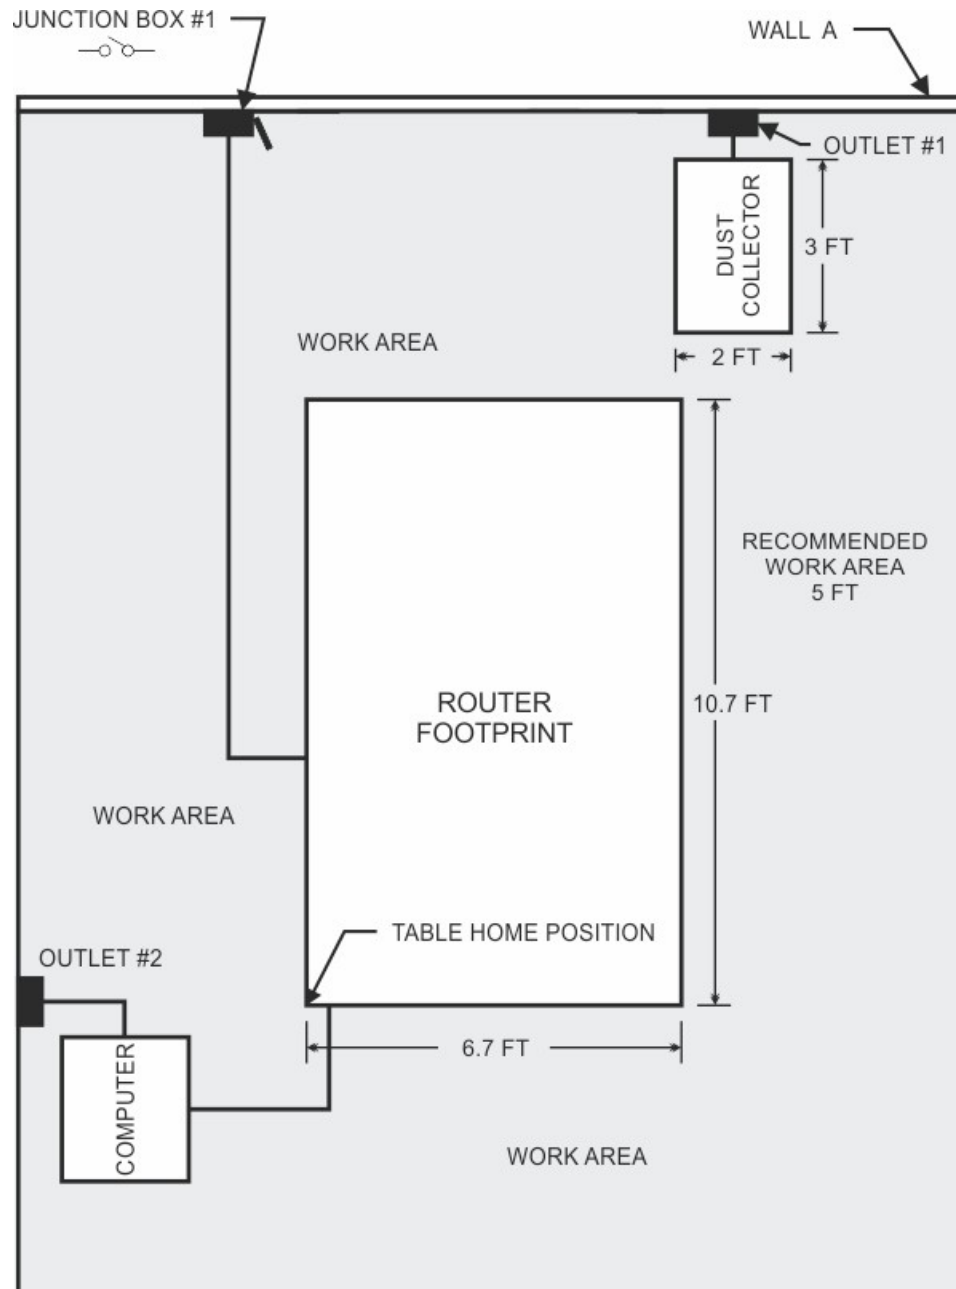 JUNCTION BOX #1
WALL A
OUTLET #1
DUST
COLLECTOR
3 FT
WORK AREA
2 FT
RECOMMENDED
WORK AREA
5 FT
ROUTER
FOOTPRINT
10.7 FT
WORK AREA
TABLE HOME POSITION
OUTLET #2
6.7 FT
COMPUTER
WORK AREA